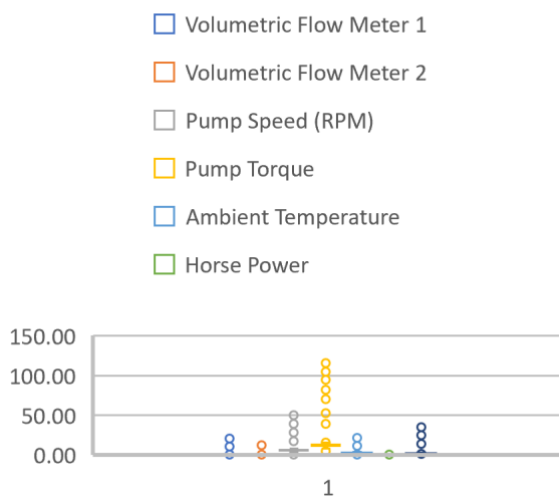 Volumetric Flow Meter 1
Volumetric Flow Meter 2
Pump Speed (RPM)
Pump Torque
Ambient Temperature
Horse Power
150.00
100.00
50.00
0.00
1